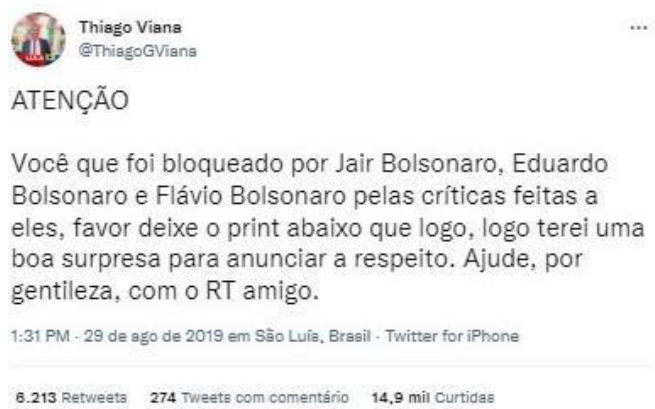 Thiago Viana
@ThiagoGViana
ATENÇÃO
Você que foi bloqueado por Jair Bolsonaro, Eduardo
Bolsonaro e Flávio Bolsonaro pelas críticas feitas a
eles, favor deixe o print abaixo que logo, logo terei uma
boa surpresa para anunciar a respeito. Ajude, por
gentileza, com o RT amigo.
1:31 PM · 29 de ago de 2019 em São Luís, Brasil · Twitter for iPhone
6.213 Retweets 274 Tweets com comentário 14,9 mil Curtidas